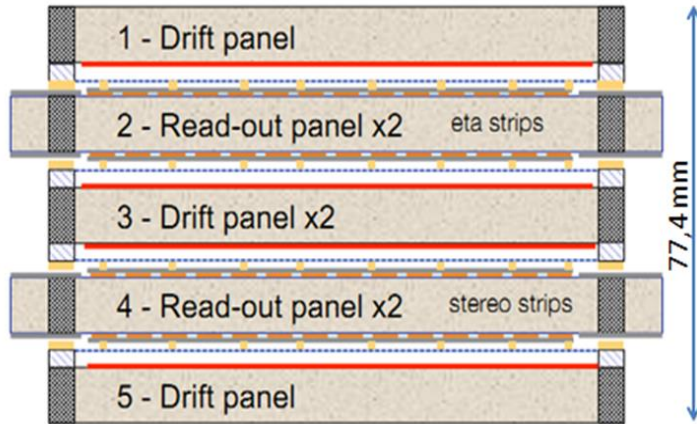 1 - Drift panel
2 - Read-out panel x2 eta strips
3 - Drift panel x2
77,4 mm
4 - Read-out panel x2 stereo strips
5 - Drift panel